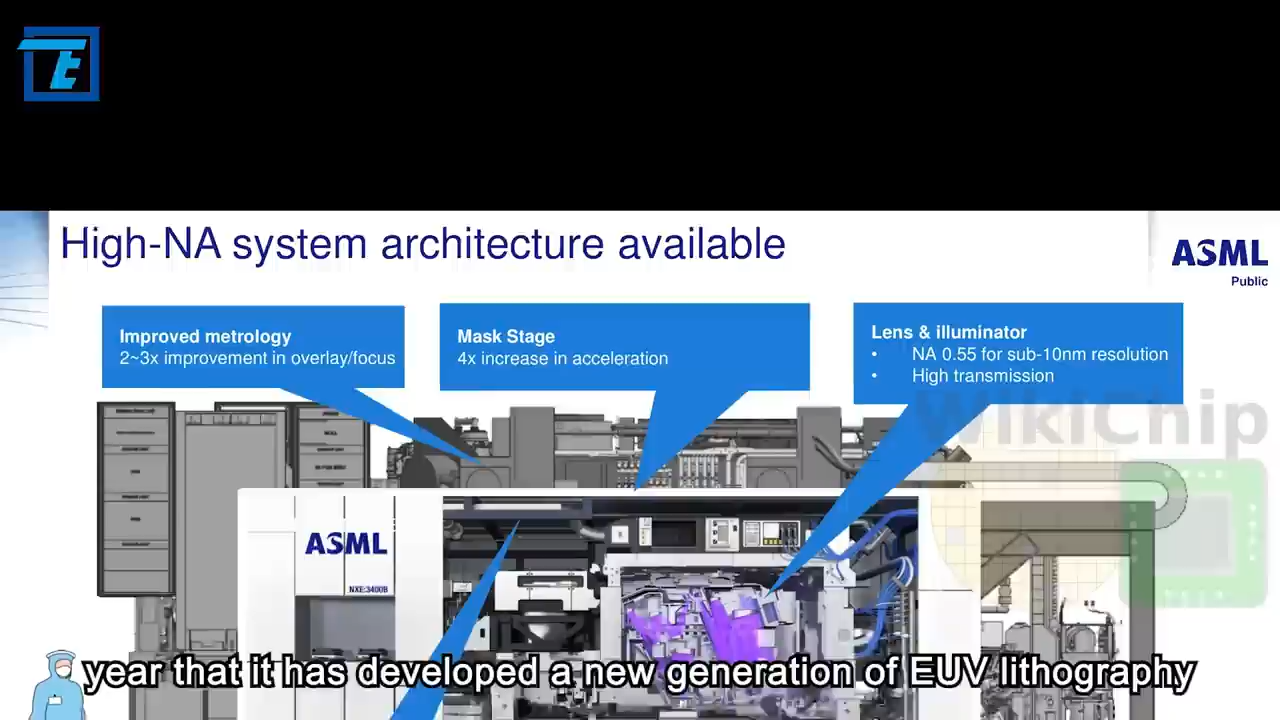 High-NA system architecture available
ASML
Public
Improved metrology
2~3x improvement in overlay/focus
Mask Stage
4x increase in acceleration
Lens & illuminator
• NA 0.55 for sub-10nm resolution
• High transmission
WikiChip
ASML
NXE:3400B
year that it has developed a new generation of EUV lithography